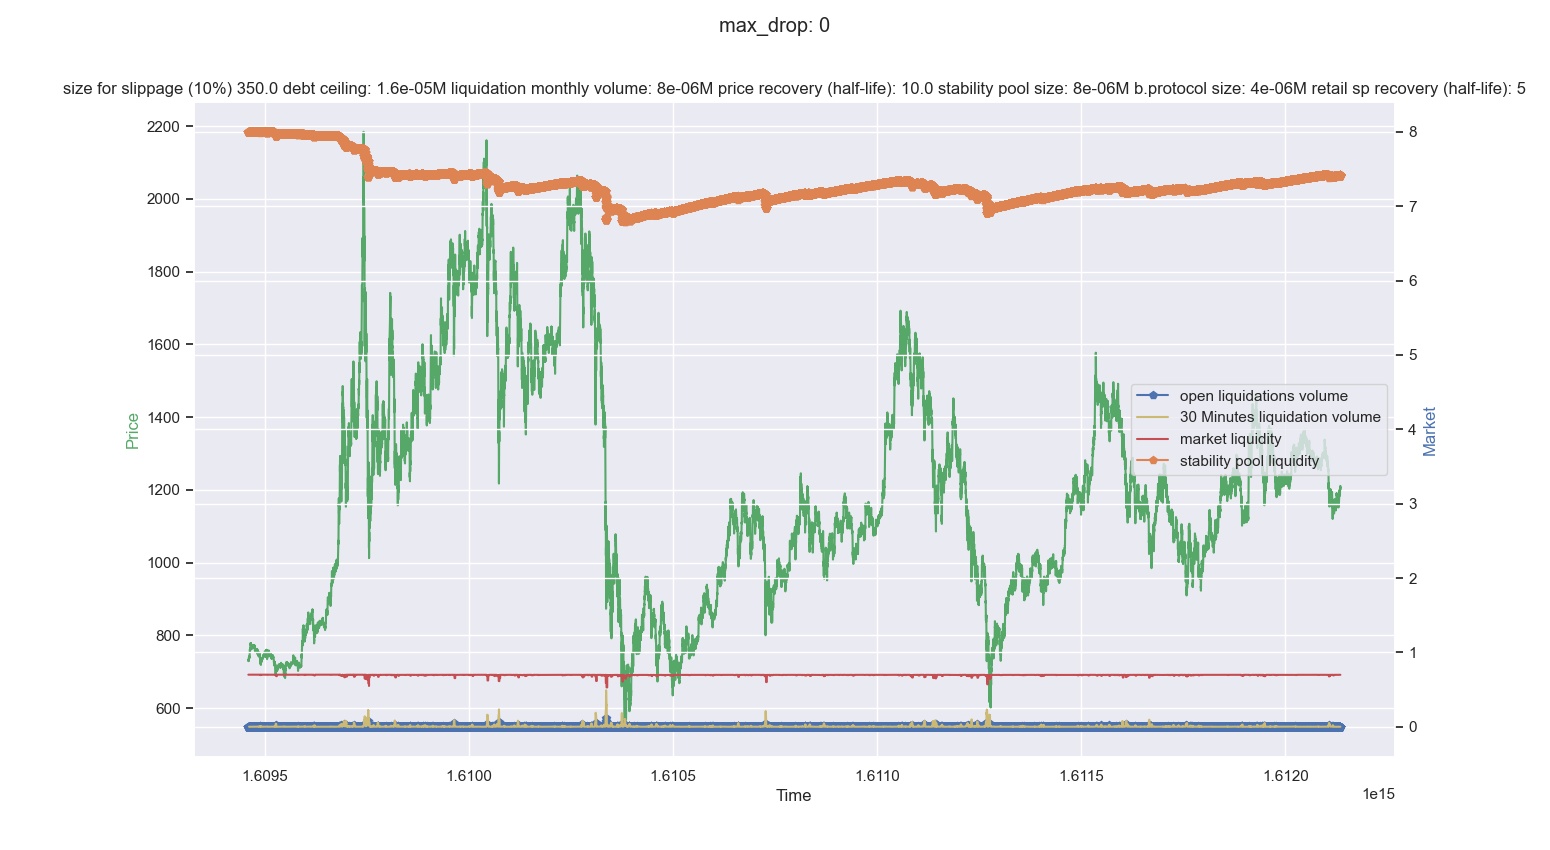 max_drop: 0
size for slippage (10%) 350.0 debt ceiling: 1.6e-05M liquidation monthly volume: 8e-06M price recovery (half-life): 10.0 stability pool size: 8e-06M b.protocol size: 4e-06M retail sp recovery (half-life): 5
2200
2000
1800
1600
1400
1200
1000
800
600
Price
8
7
6
5
4
3
2
1
0
Market
open liquidations volume
30 Minutes liquidation volume
market liquidity
stability pool liquidity
1.6095
1.6100
1.6105
1.6110
1.6115
1.6120
1e15
Time